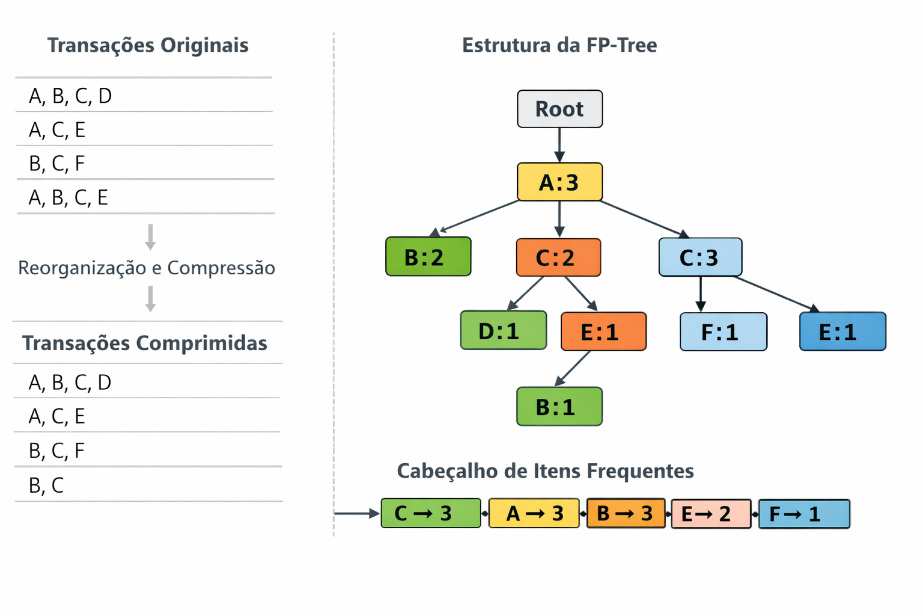 Transações Originais
A, B, C, D
A, C, E
B, C, F
A, B, C, E
Reorganização e Compressão
Transações Comprimidas
A, B, C, D
A, C, E
B, C, F
B, C
Estrutura da FP-Tree
Root
A:3
B:2
C:2
C:3
D:1
E:1
F:1
E:1
B:1
Cabeçalho de Itens Frequentes
C → 3
A → 3
B → 3
E → 2
F → 1